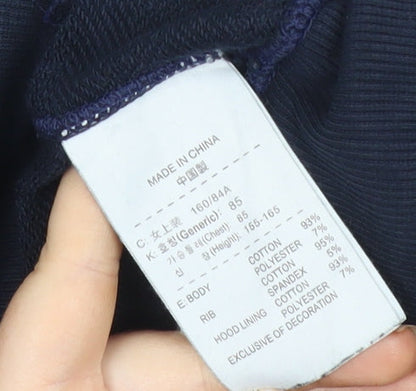 MADE IN CHINA
中国製
C: 女上装 160/84A
K: 호칭(Generic): 85
가슴둘레(Chest) 85
신 장(Height): 155-165
E: BODY COTTON 93%
POLYESTER 7%
RIB COTTON 95%
SPANDEX 5%
HOOD LINING COTTON 93%
POLYESTER 7%
EXCLUSIVE OF DECORATION